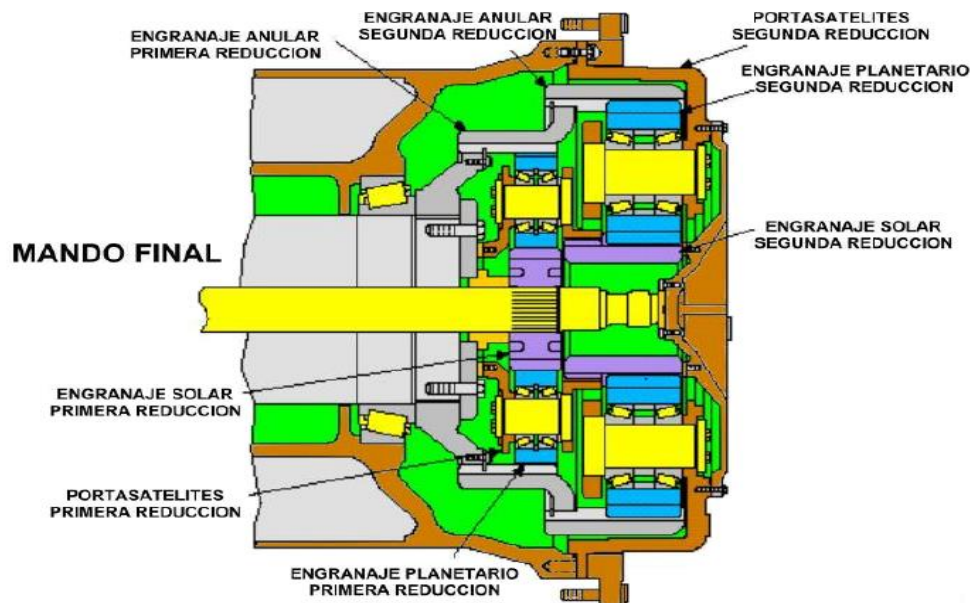 ENGRANAJE ANULAR
SEGUNDA REDUCCION
PORTASATELITES
SEGUNDA REDUCCION
ENGRANAJE ANULAR
PRIMERA REDUCCION
ENGRANAJE PLANETARIO
SEGUNDA REDUCCION
ENGRANAJE SOLAR
SEGUNDA REDUCCION
MANDO FINAL
ENGRANAJE SOLAR
PRIMERA REDUCCION
PORTASATELITES
PRIMERA REDUCCION
ENGRANAJE PLANETARIO
PRIMERA REDUCCION